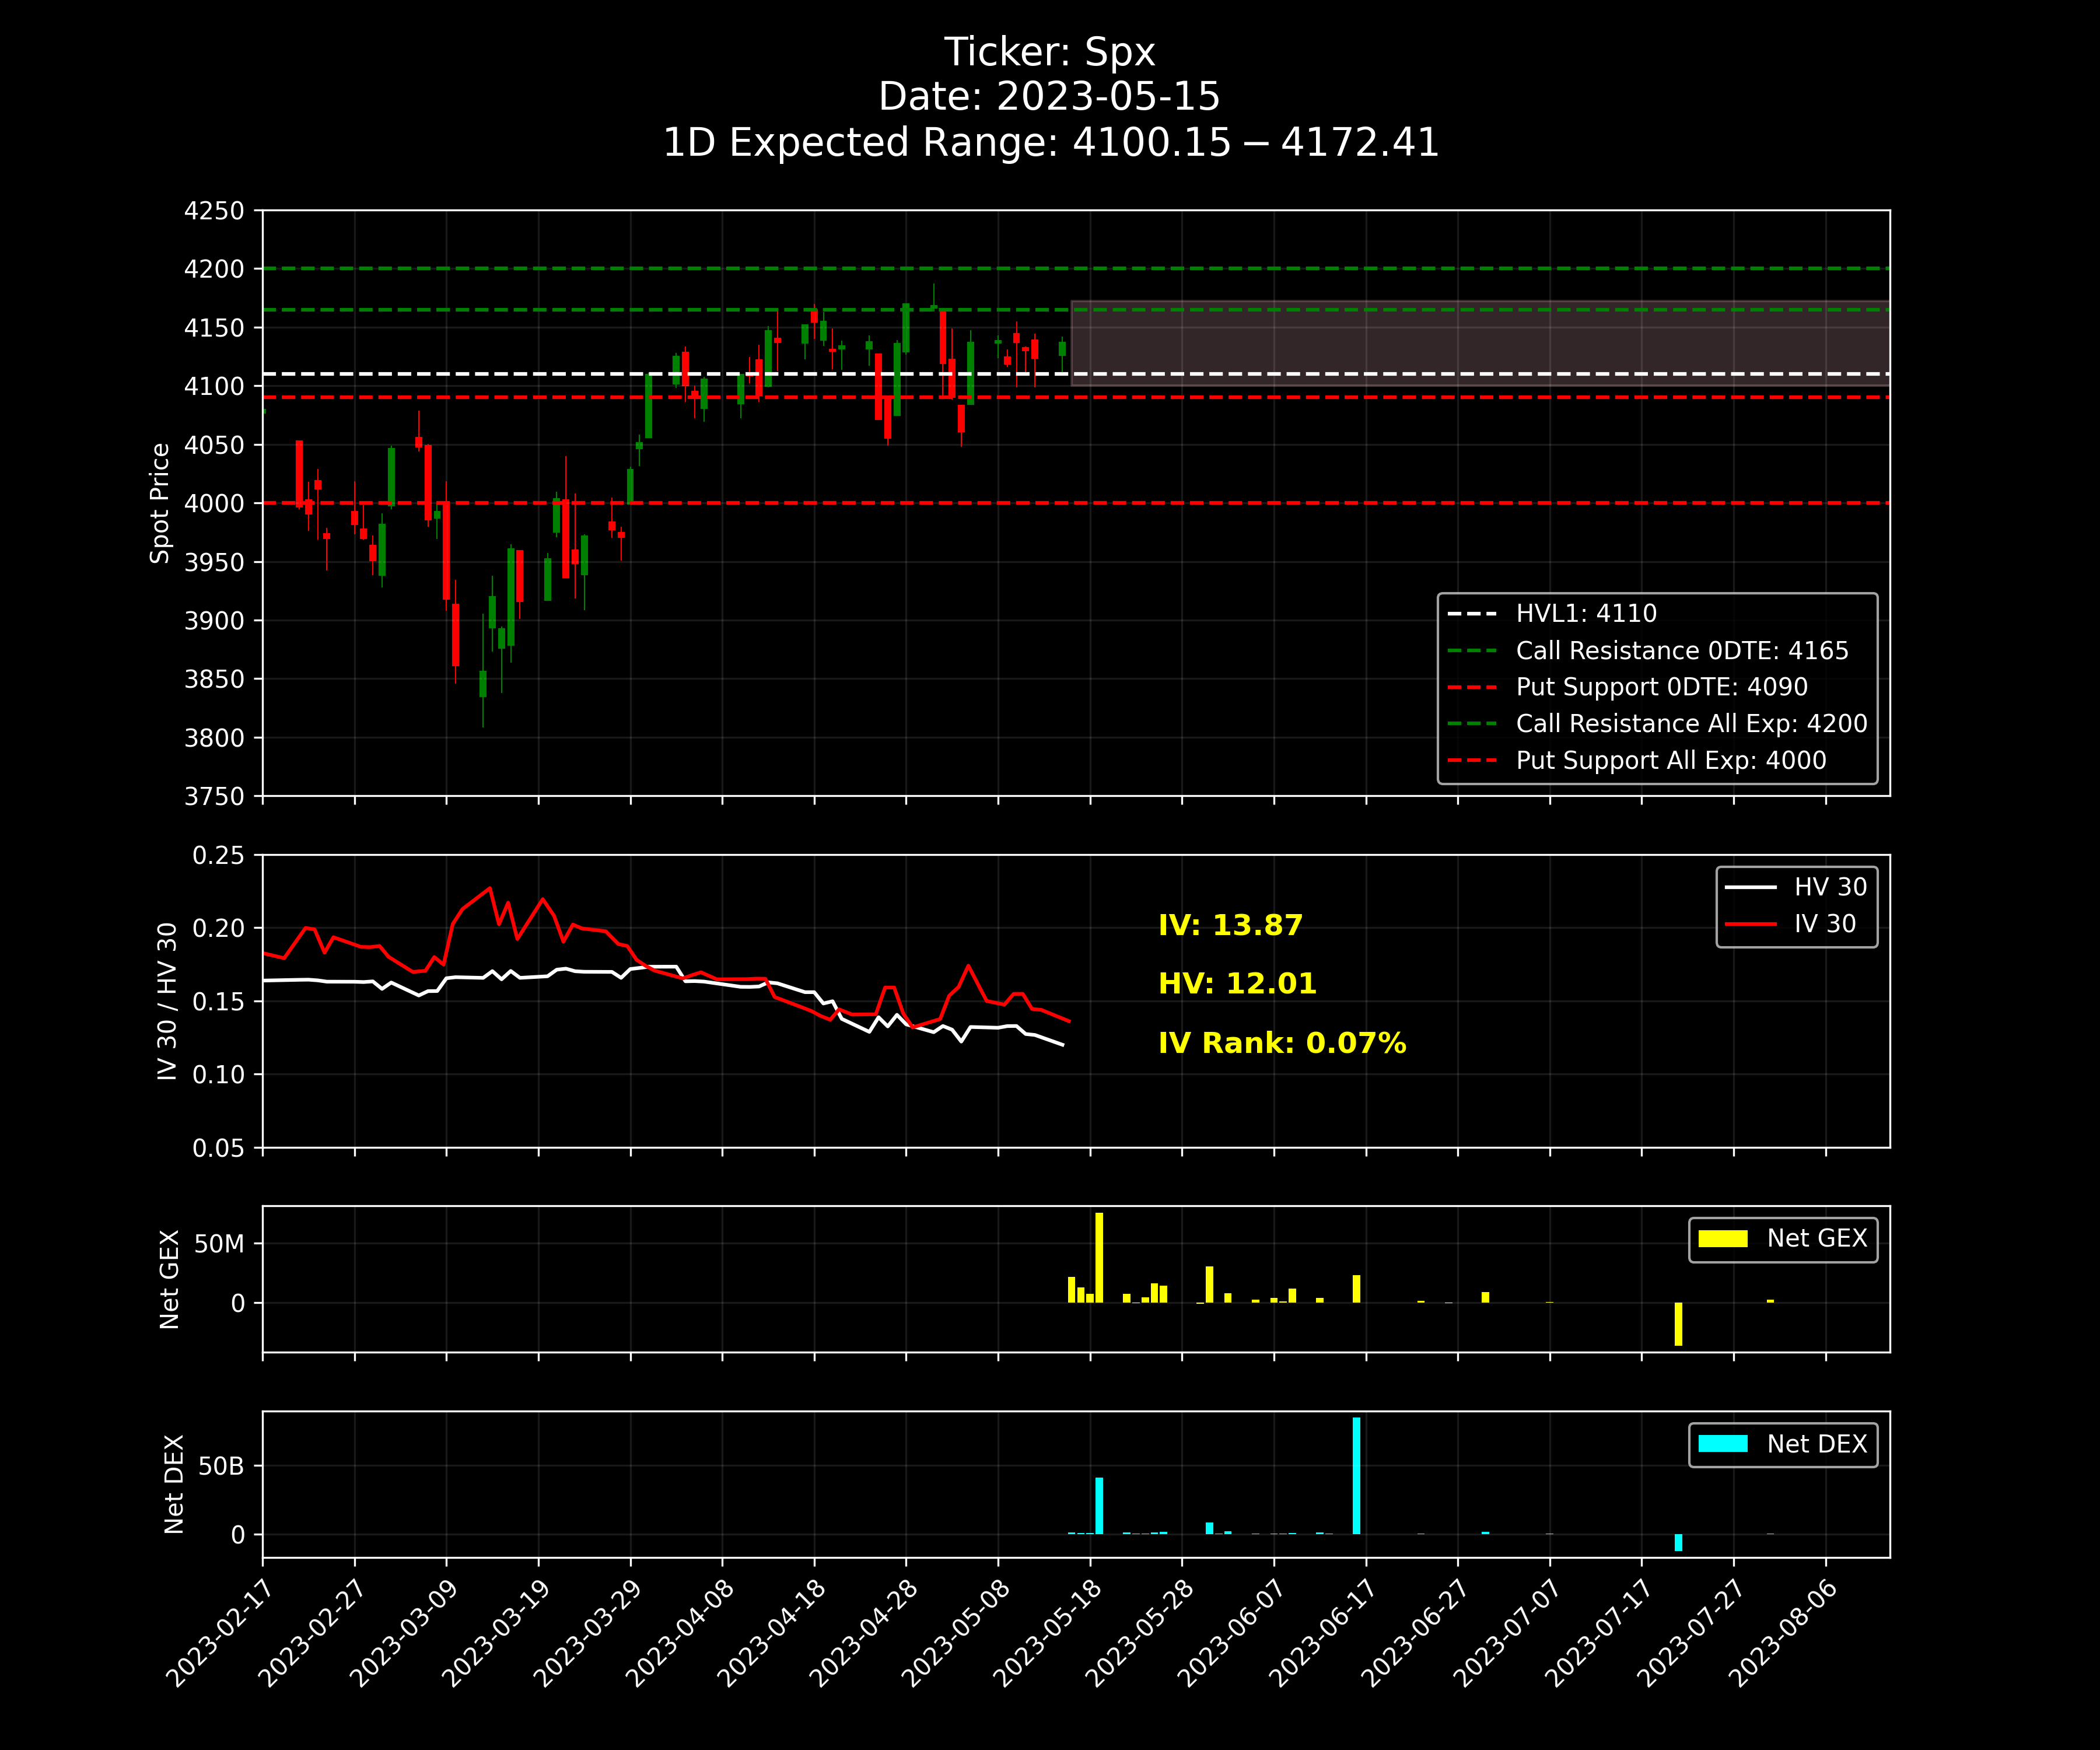 Ticker: Spx
Date: 2023-05-15
1D Expected Range: 4100.15 − 4172.41
4250
4200
4150
4100
4050
4000
3950
3900
3850
3800
3750
Spot Price
HVL1: 4110
Call Resistance 0DTE: 4165
Put Support 0DTE: 4090
Call Resistance All Exp: 4200
Put Support All Exp: 4000
0.25
0.20
0.15
0.10
0.05
IV 30 / HV 30
IV: 13.87
HV: 12.01
IV Rank: 0.07%
HV 30
IV 30
50M
0
Net GEX
Net GEX
50B
0
Net DEX
Net DEX
2023-02-17
2023-02-27
2023-03-09
2023-03-19
2023-03-29
2023-04-08
2023-04-18
2023-04-28
2023-05-08
2023-05-18
2023-05-28
2023-06-07
2023-06-17
2023-06-27
2023-07-07
2023-07-17
2023-07-27
2023-08-06